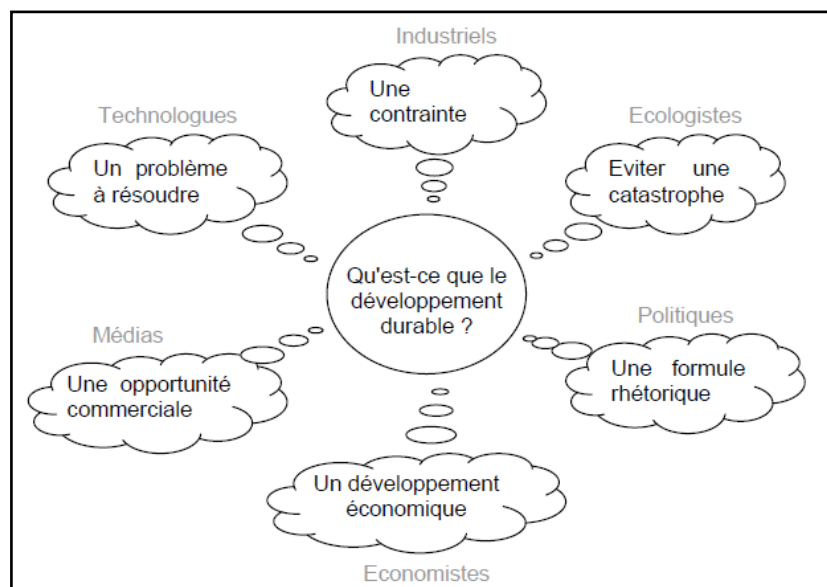 Industriels
Une
contrainte
Technologues
Un problème
à résoudre
Ecologistes
Eviter une
catastrophe
Qu'est-ce que le
développement
durable ?
Médias
Une opportunité
commerciale
Politiques
Une formule
rhétorique
Un développement
économique
Economistes